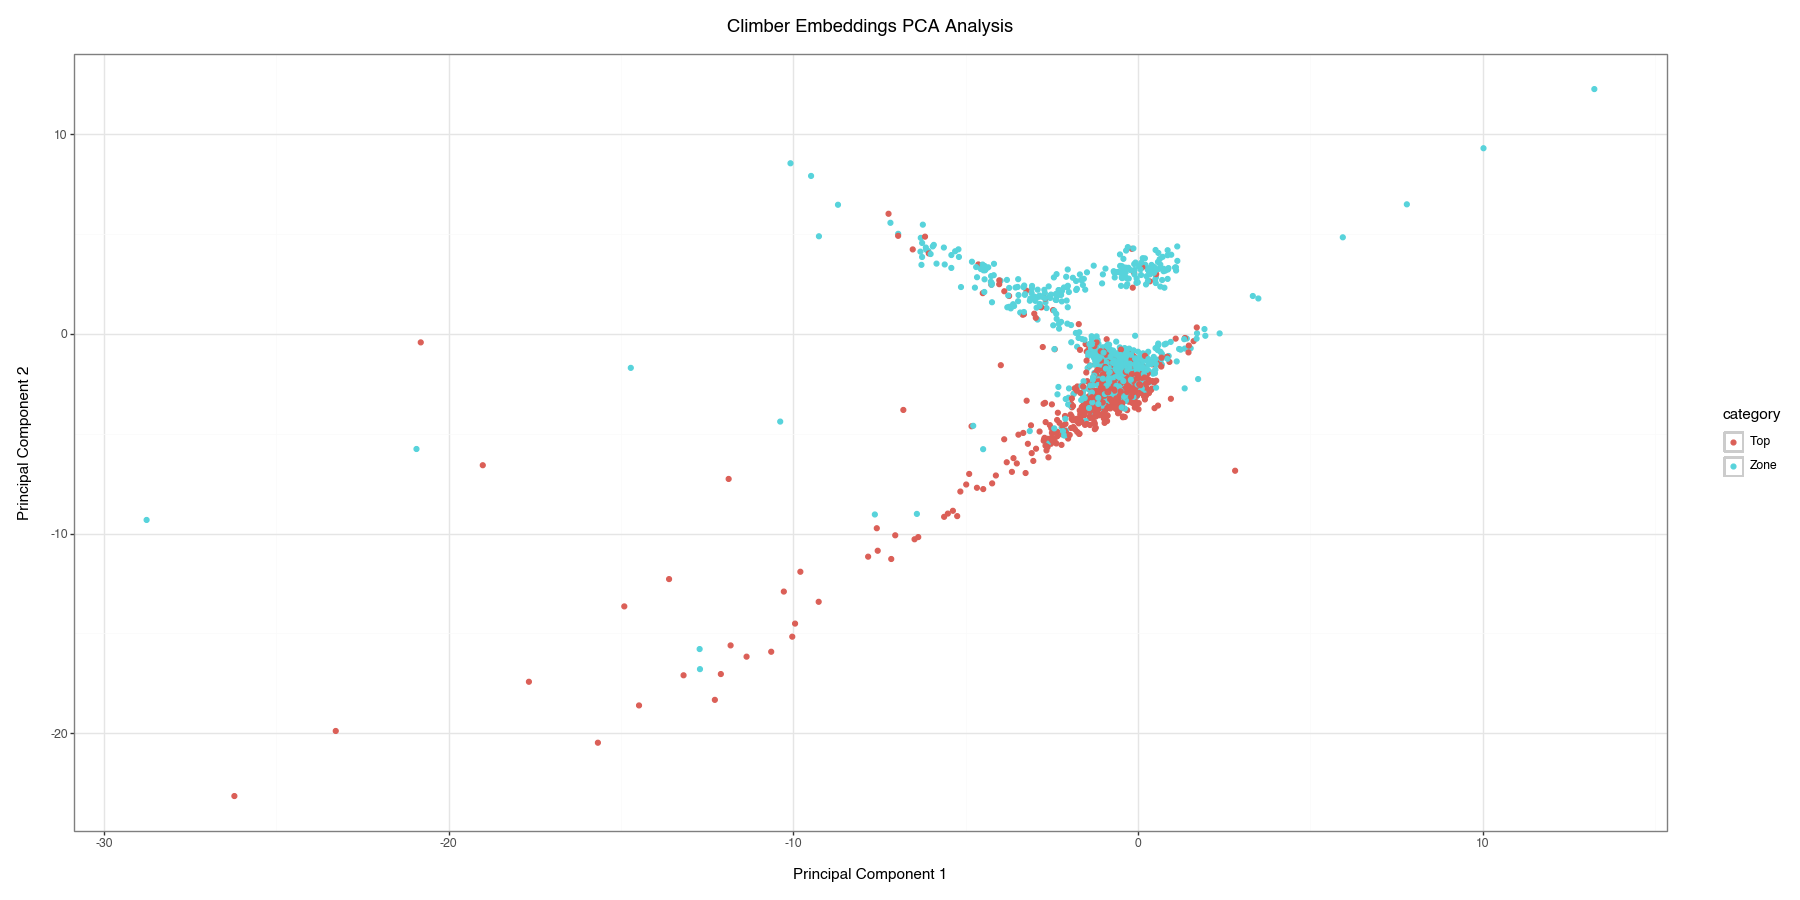 Climber Embeddings PCA Analysis
Principal Component 2
10
0
-10
-20
-30
-20
-10
0
10
Principal Component 1
category
Top
Zone